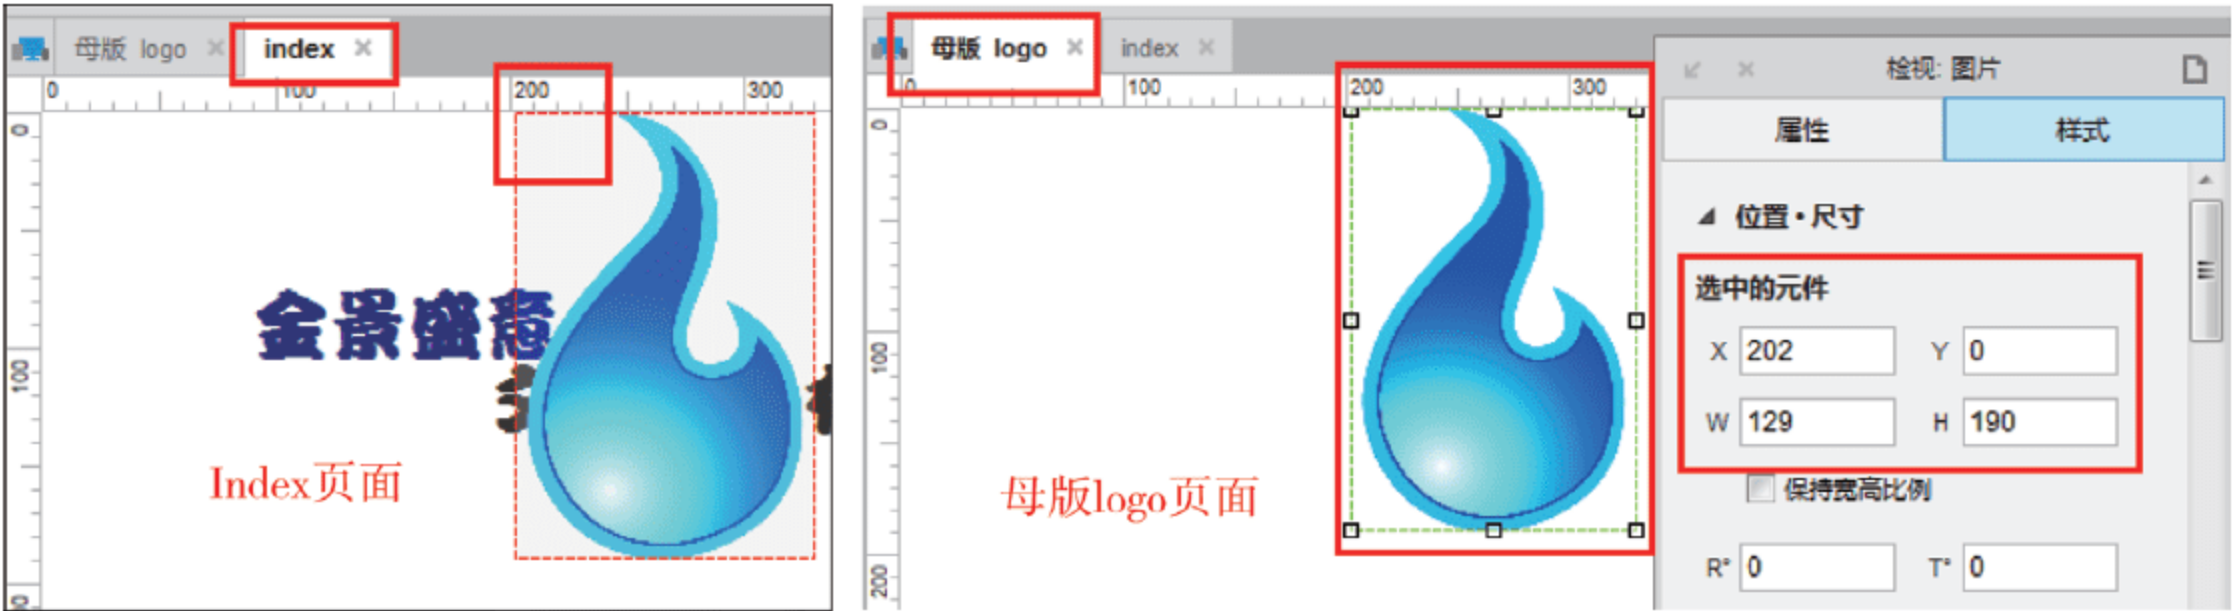 母版 logo × index ×
0 100 200 300
0
金景盛意
100
Index页面
母版 logo × index ×
0 100 200 300
0
100
母版logo页面
200
检视: 图片
属性 样式
位置·尺寸
选中的元件
X 202 Y 0
W 129 H 190
保持宽高比例
R° 0 T° 0